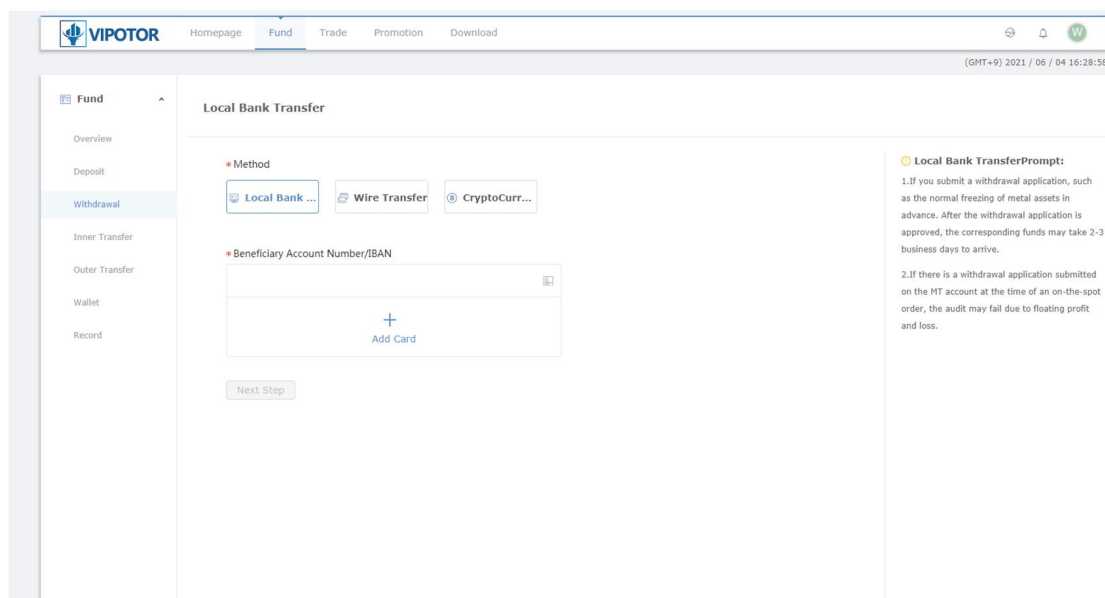 VIPOTOR
Homepage Fund Trade Promotion Download
W
(GMT+9) 2021 / 06 / 04 16:28:58
Fund
Overview
Deposit
Withdrawal
Inner Transfer
Outer Transfer
Wallet
Record
Local Bank Transfer
*Method
Local Bank ... Wire Transfer CryptoCurr...
*Beneficiary Account Number/IBAN
+
Add Card
Next Step
Local Bank TransferPrompt:
1.If you submit a withdrawal application, such
as the normal freezing of metal assets in
advance. After the withdrawal application is
approved, the corresponding funds may take 2-3
business days to arrive.
2.If there is a withdrawal application submitted
on the MT account at the time of an on-the-spot
order, the audit may fail due to floating profit
and loss.